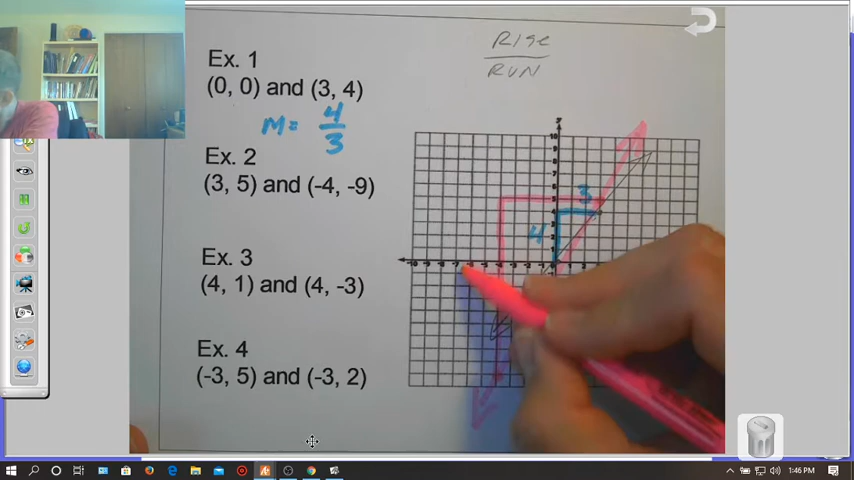 RISE
RUN
Ex. 1
(0, 0) and (3, 4)
M= 4
3
Ex. 2
(3, 5) and (-4, -9)
Ex. 3
(4, 1) and (4, -3)
Ex. 4
(-3, 5) and (-3, 2)
3
4
1:46 PM